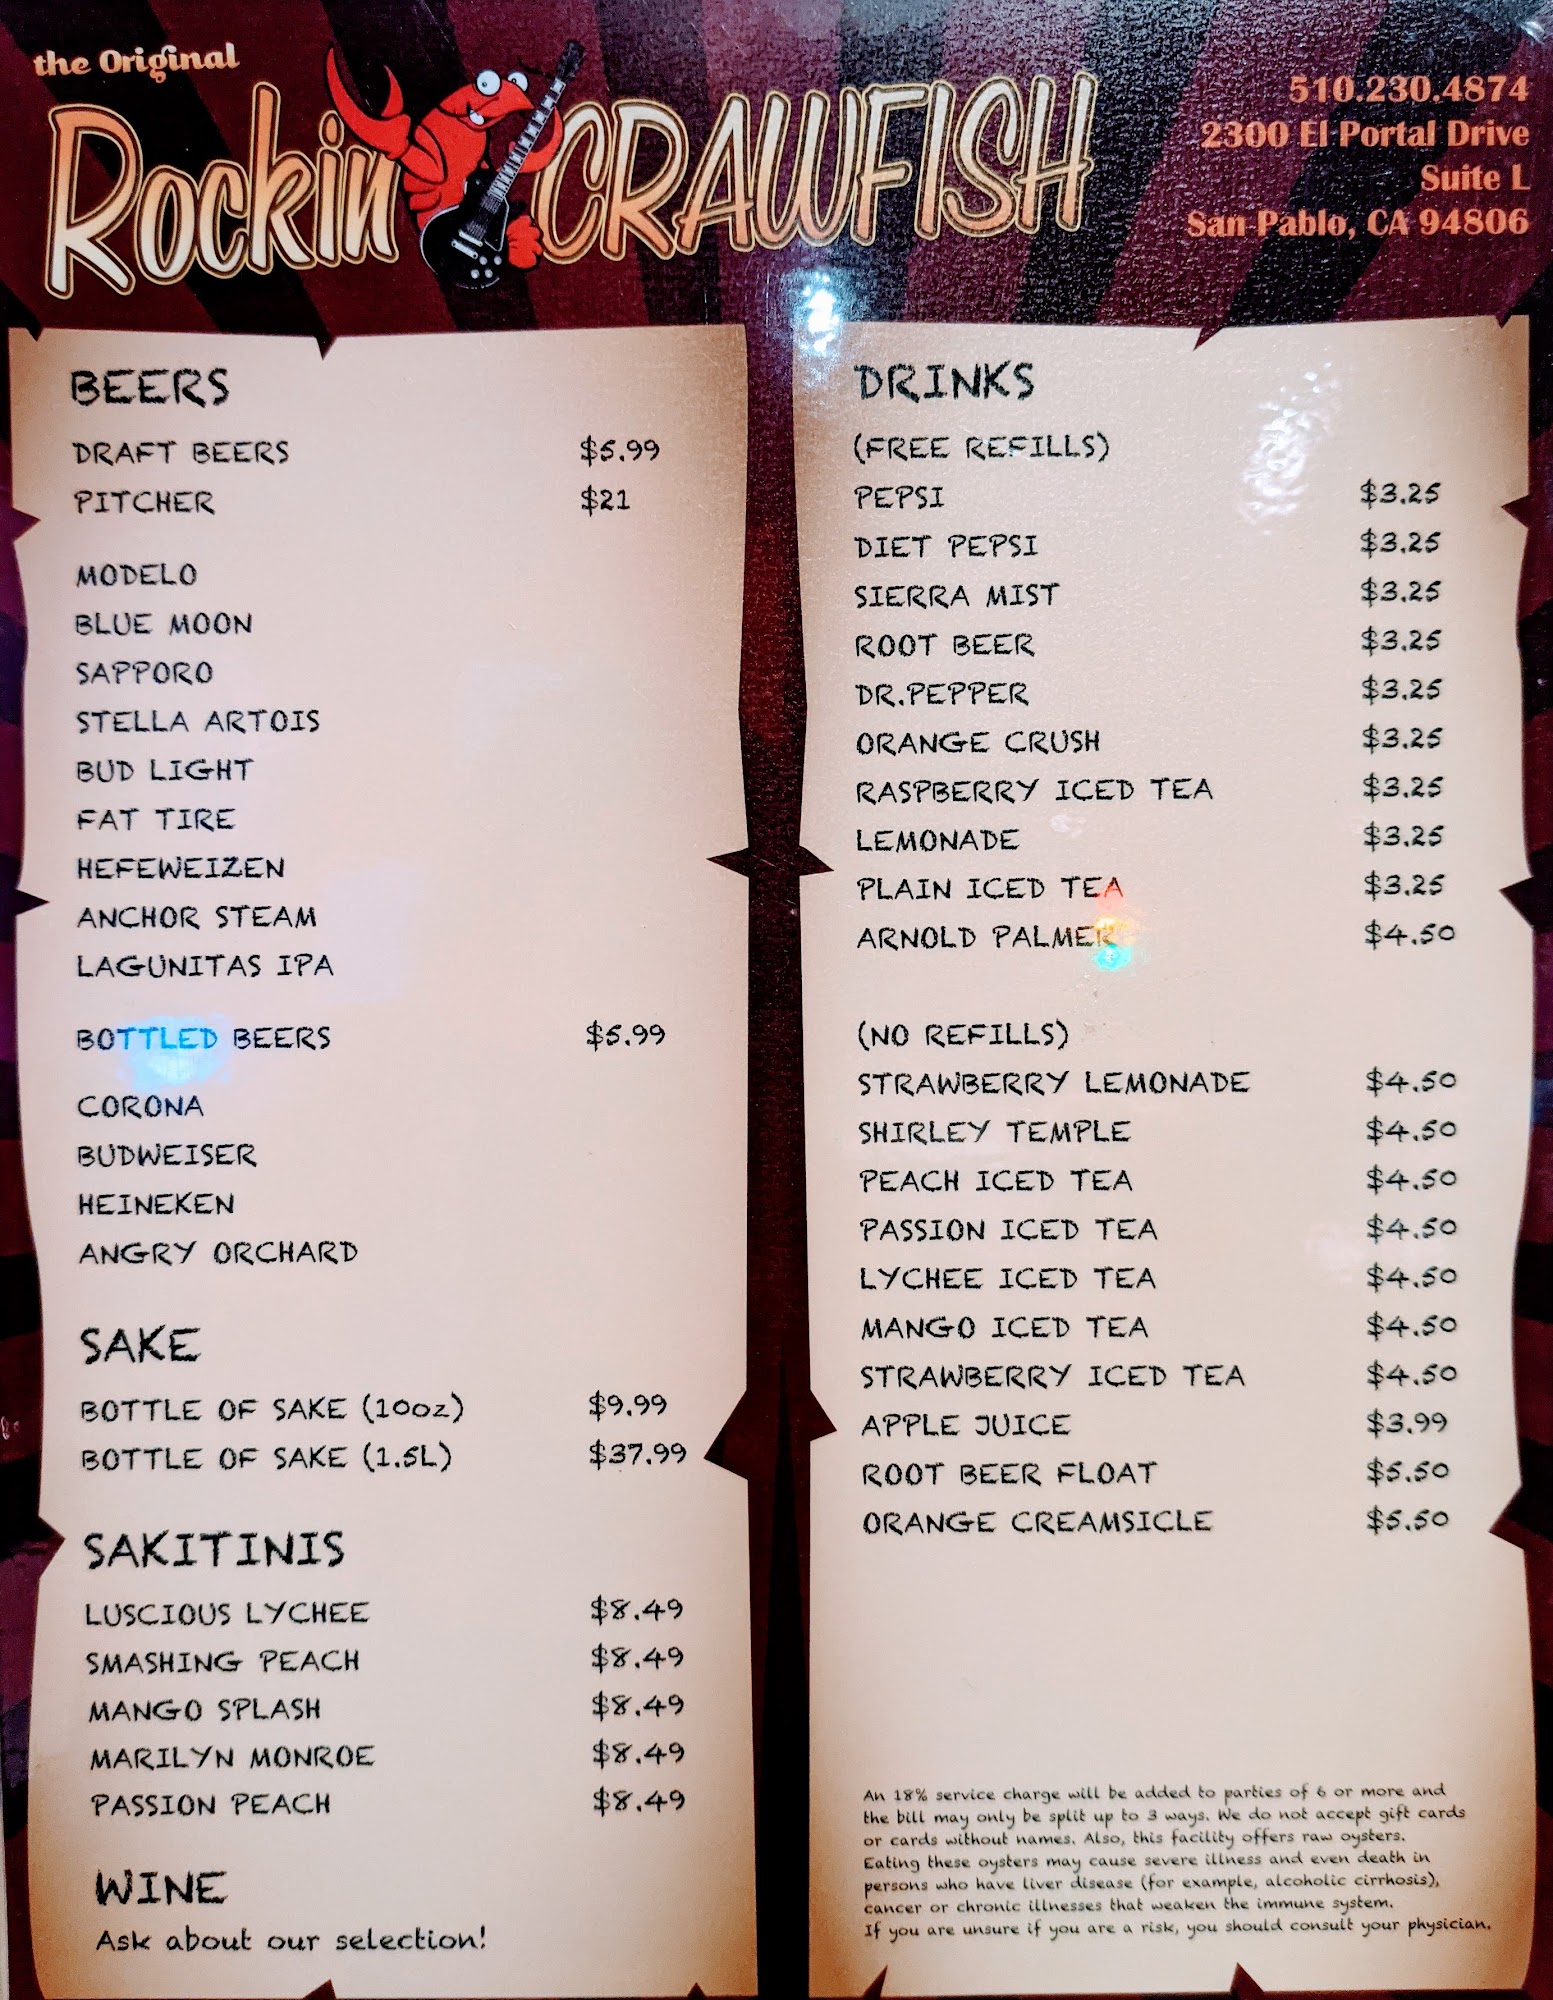 the Original
Rockin CRAWFISH
510.230.4874
2300 El Portal Drive
Suite L
San Pablo, CA 94806
BEERS
DRAFT BEERS $5.99
PITCHER $21
MODELO
BLUE MOON
SAPPORO
STELLA ARTOIS
BUD LIGHT
FAT TIRE
HEFEWEIZEN
ANCHOR STEAM
LAGUNITAS IPA
BOTTLED BEERS $5.99
CORONA
BUDWEISER
HEINEKEN
ANGRY ORCHARD
SAKE
BOTTLE OF SAKE (10oz) $9.99
BOTTLE OF SAKE (1.5L) $37.99
SAKITINIS
LUSCIOUS LYCHEE $8.49
SMASHING PEACH $8.49
MANGO SPLASH $8.49
MARILYN MONROE $8.49
PASSION PEACH $8.49
WINE
Ask about our selection!
DRINKS
(FREE REFILLS)
PEPSI $3.25
DIET PEPSI $3.25
SIERRA MIST $3.25
ROOT BEER $3.25
DR.PEPPER $3.25
ORANGE CRUSH $3.25
RASPBERRY ICED TEA $3.25
LEMONADE $3.25
PLAIN ICED TEA $3.25
ARNOLD PALMER $4.50
(NO REFILLS)
STRAWBERRY LEMONADE $4.50
SHIRLEY TEMPLE $4.50
PEACH ICED TEA $4.50
PASSION ICED TEA $4.50
LYCHEE ICED TEA $4.50
MANGO ICED TEA $4.50
STRAWBERRY ICED TEA $4.50
APPLE JUICE $3.99
ROOT BEER FLOAT $5.50
ORANGE CREAMSICLE $5.50
An 18% service charge will be added to parties of 6 or more and
the bill may only be split up to 3 ways. We do not accept gift cards
or cards without names. Also, this facility offers raw oysters.
Eating these oysters may cause severe illness and even death in
persons who have liver disease (for example, alcoholic cirrhosis),
cancer or chronic illnesses that weaken the immune system.
If you are unsure if you are a risk, you should consult your physician.